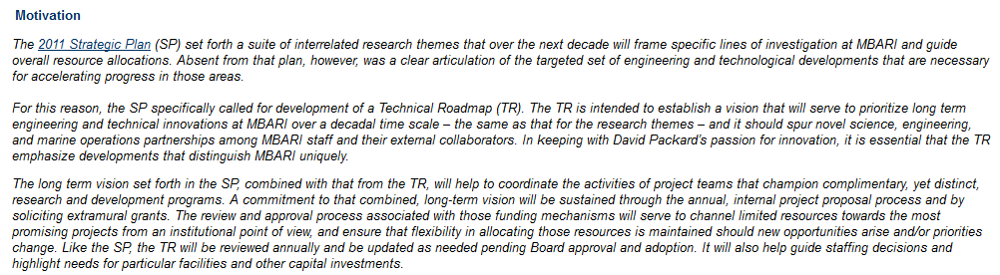 Motivation
The 2011 Strategic Plan (SP) set forth a suite of interrelated research themes that over the next decade will frame specific lines of investigation at MBARI and guide
overall resource allocations. Absent from that plan, however, was a clear articulation of the targeted set of engineering and technological developments that are necessary
for accelerating progress in those areas.
For this reason, the SP specifically called for development of a Technical Roadmap (TR). The TR is intended to establish a vision that will serve to prioritize long term
engineering and technical innovations at MBARI over a decadal time scale – the same as that for the research themes – and it should spur novel science, engineering,
and marine operations partnerships among MBARI staff and their external collaborators. In keeping with David Packard's passion for innovation, it is essential that the TR
emphasize developments that distinguish MBARI uniquely.
The long term vision set forth in the SP, combined with that from the TR, will help to coordinate the activities of project teams that champion complimentary, yet distinct,
research and development programs. A commitment to that combined, long-term vision will be sustained through the annual, internal project proposal process and by
soliciting extramural grants. The review and approval process associated with those funding mechanisms will serve to channel limited resources towards the most
promising projects from an institutional point of view, and ensure that flexibility in allocating those resources is maintained should new opportunities arise and/or priorities
change. Like the SP, the TR will be reviewed annually and be updated as needed pending Board approval and adoption. It will also help guide staffing decisions and
highlight needs for particular facilities and other capital investments.